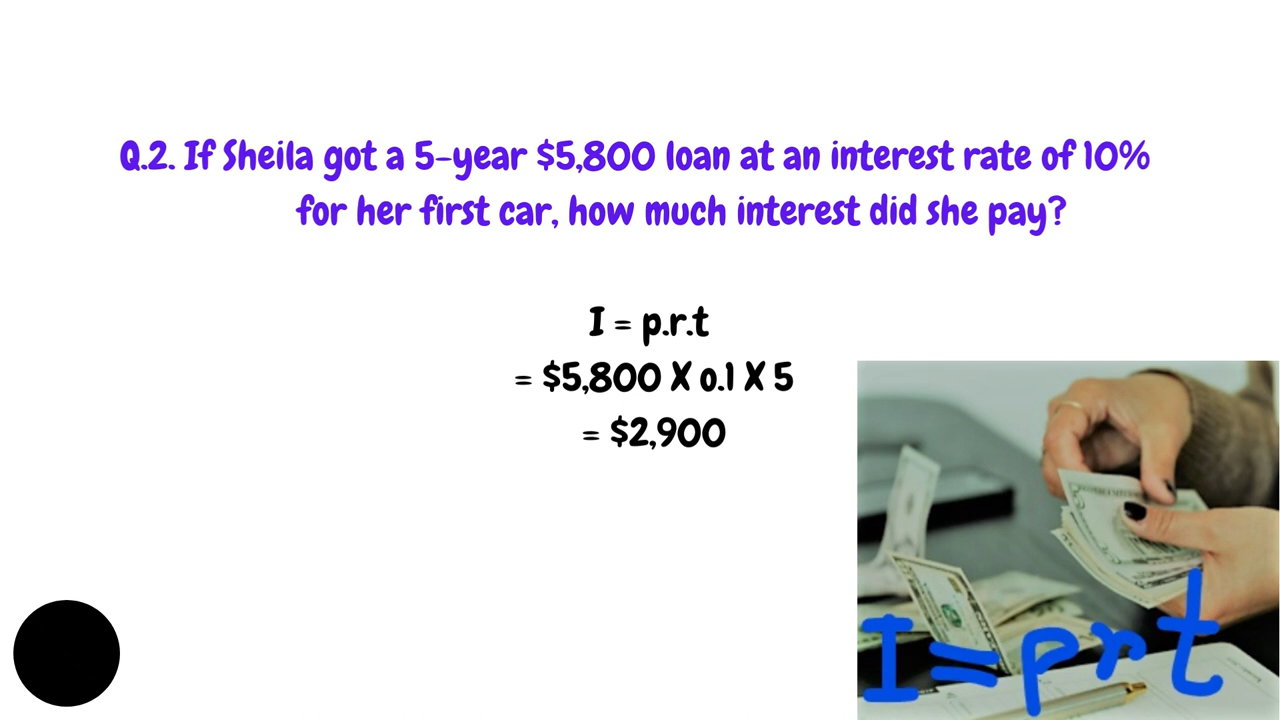 Q.2. If Sheila got a 5-year $5,800 loan at an interest rate of 10%
for her first car, how much interest did she pay?
I = p.r.t
= $5,800 X 0.1 X 5
= $2,900
I = p r t